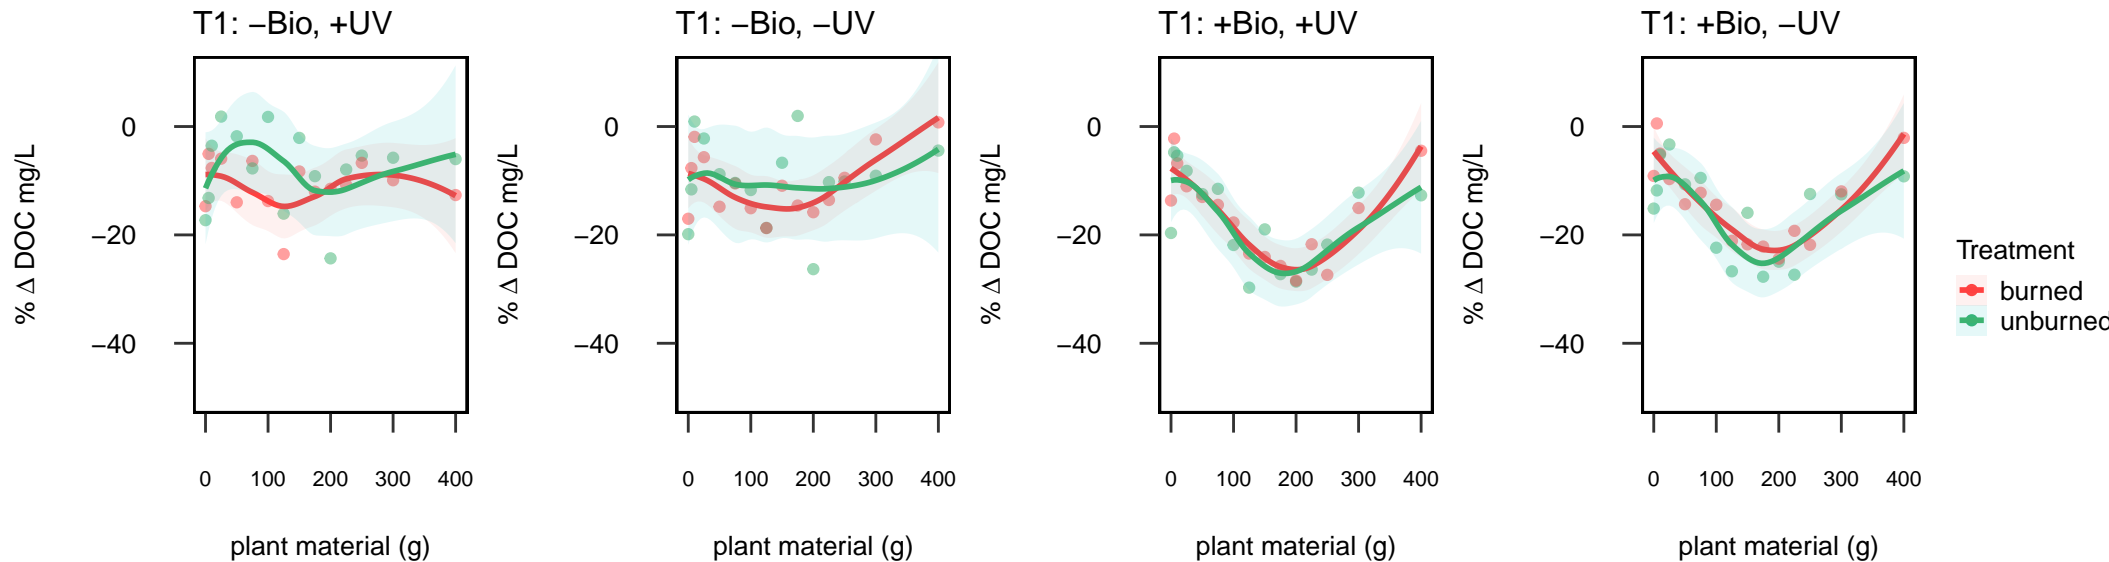 T1: −Bio, +UV
% Δ DOC mg/L
0
−20
−40
0 100 200 300 400
plant material (g)
T1: −Bio, −UV
% Δ DOC mg/L
0
−20
−40
0 100 200 300 400
plant material (g)
T1: +Bio, +UV
% Δ DOC mg/L
0
−20
−40
0 100 200 300 400
plant material (g)
T1: +Bio, −UV
% Δ DOC mg/L
0
−20
−40
0 100 200 300 400
plant material (g)
Treatment
burned
unburned